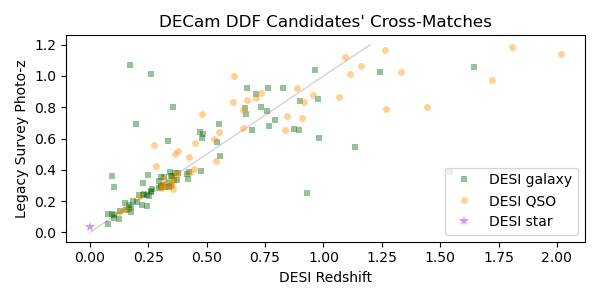 DECam DDF Candidates' Cross-Matches
Legacy Survey Photo-z
1.2
1.0
0.8
0.6
0.4
0.2
0.0
DESI galaxy
DESI QSO
DESI star
0.00 0.25 0.50 0.75 1.00 1.25 1.50 1.75 2.00
DESI Redshift